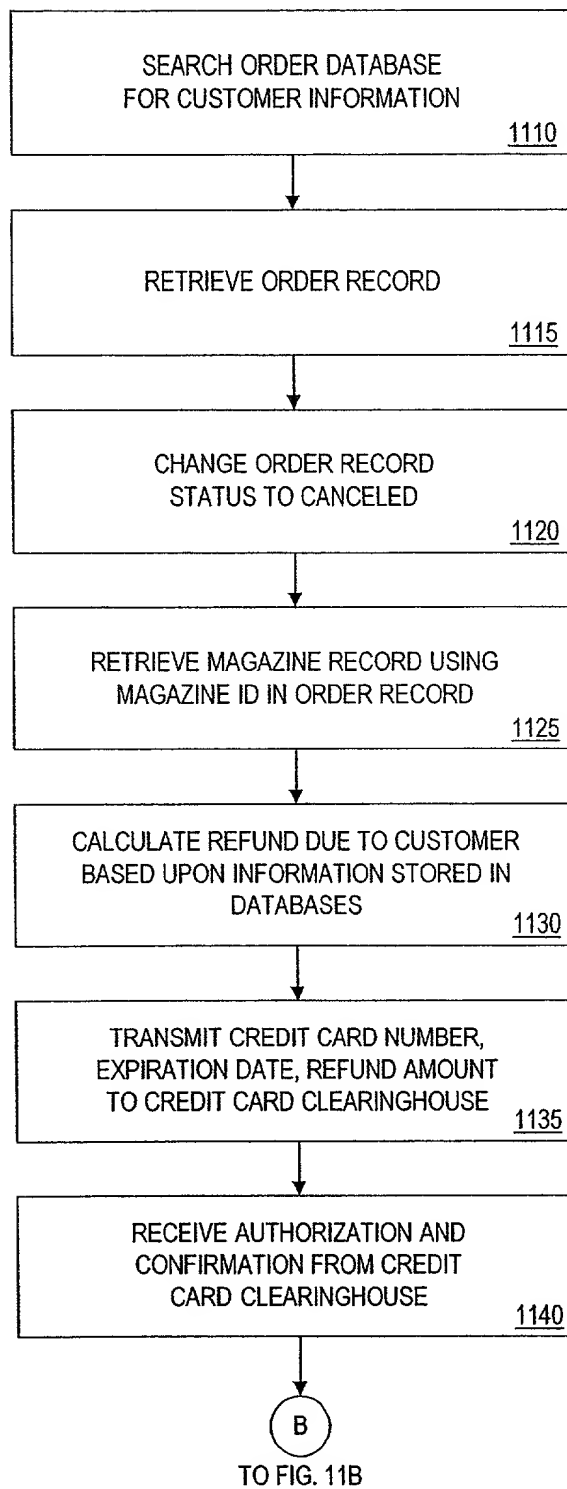 SEARCH ORDER DATABASE
FOR CUSTOMER INFORMATION
1110
RETRIEVE ORDER RECORD
1115
CHANGE ORDER RECORD
STATUS TO CANCELED
1120
RETRIEVE MAGAZINE RECORD USING
MAGAZINE ID IN ORDER RECORD
1125
CALCULATE REFUND DUE TO CUSTOMER
BASED UPON INFORMATION STORED IN
DATABASES
1130
TRANSMIT CREDIT CARD NUMBER,
EXPIRATION DATE, REFUND AMOUNT
TO CREDIT CARD CLEARINGHOUSE
1135
RECEIVE AUTHORIZATION AND
CONFIRMATION FROM CREDIT
CARD CLEARINGHOUSE
1140
B
TO FIG. 11B